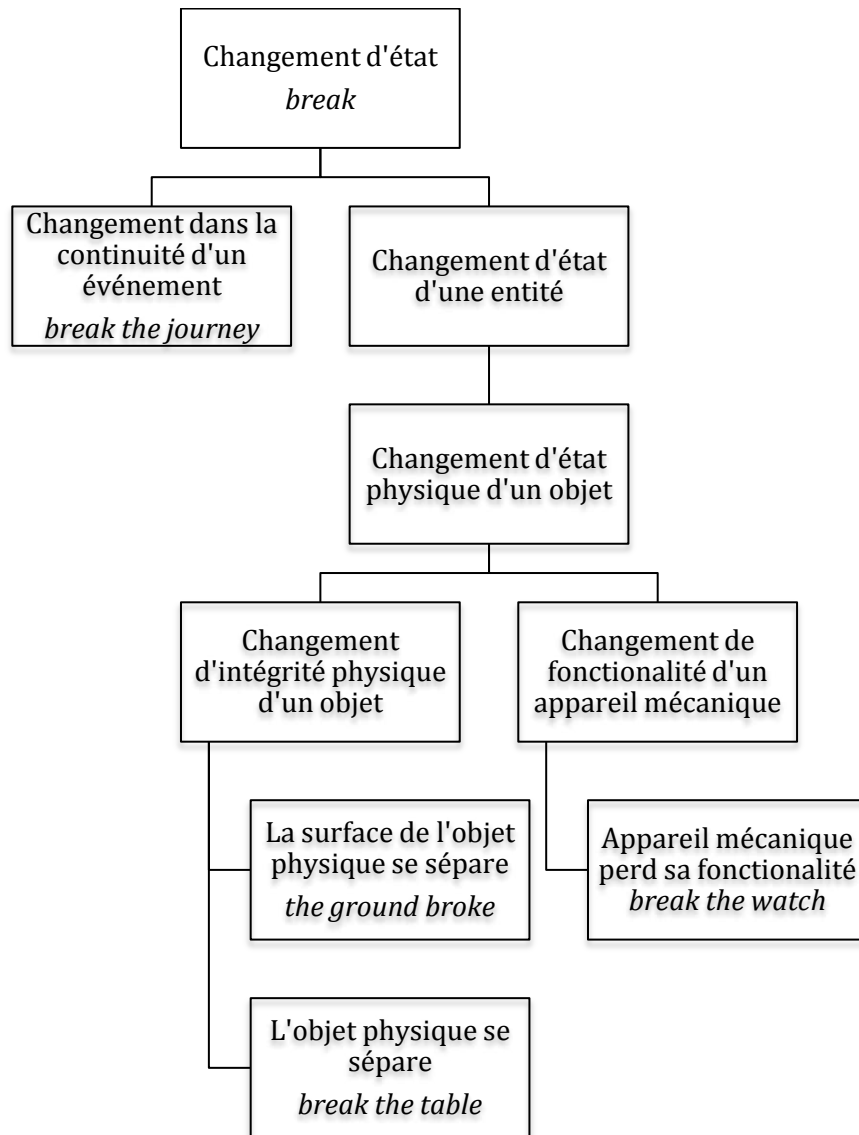 Changement d'état
break
Changement dans la
continuité d'un
événement
break the journey
Changement d'état
d'une entité
Changement d'état
physique d'un objet
Changement
d'intégrité physique
d'un objet
Changement de
fonctionalité d'un
appareil mécanique
La surface de l'objet
physique se sépare
the ground broke
Appareil mécanique
perd sa fonctionalité
break the watch
L'objet physique se
sépare
break the table